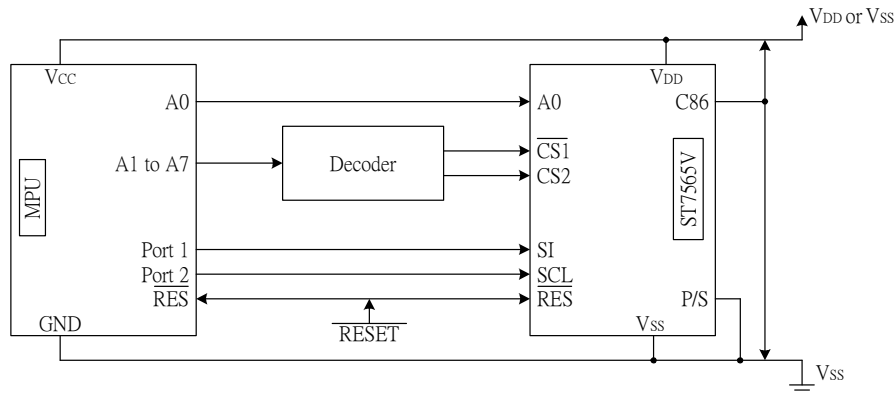 VDD or VSS
VCC
A0
A1 to A7
MPU
Port 1
Port 2
RES
GND
Decoder
RESET
VDD
A0
C86
CS1
CS2
ST7565V
SI
SCL
RES
P/S
VSS
VSS